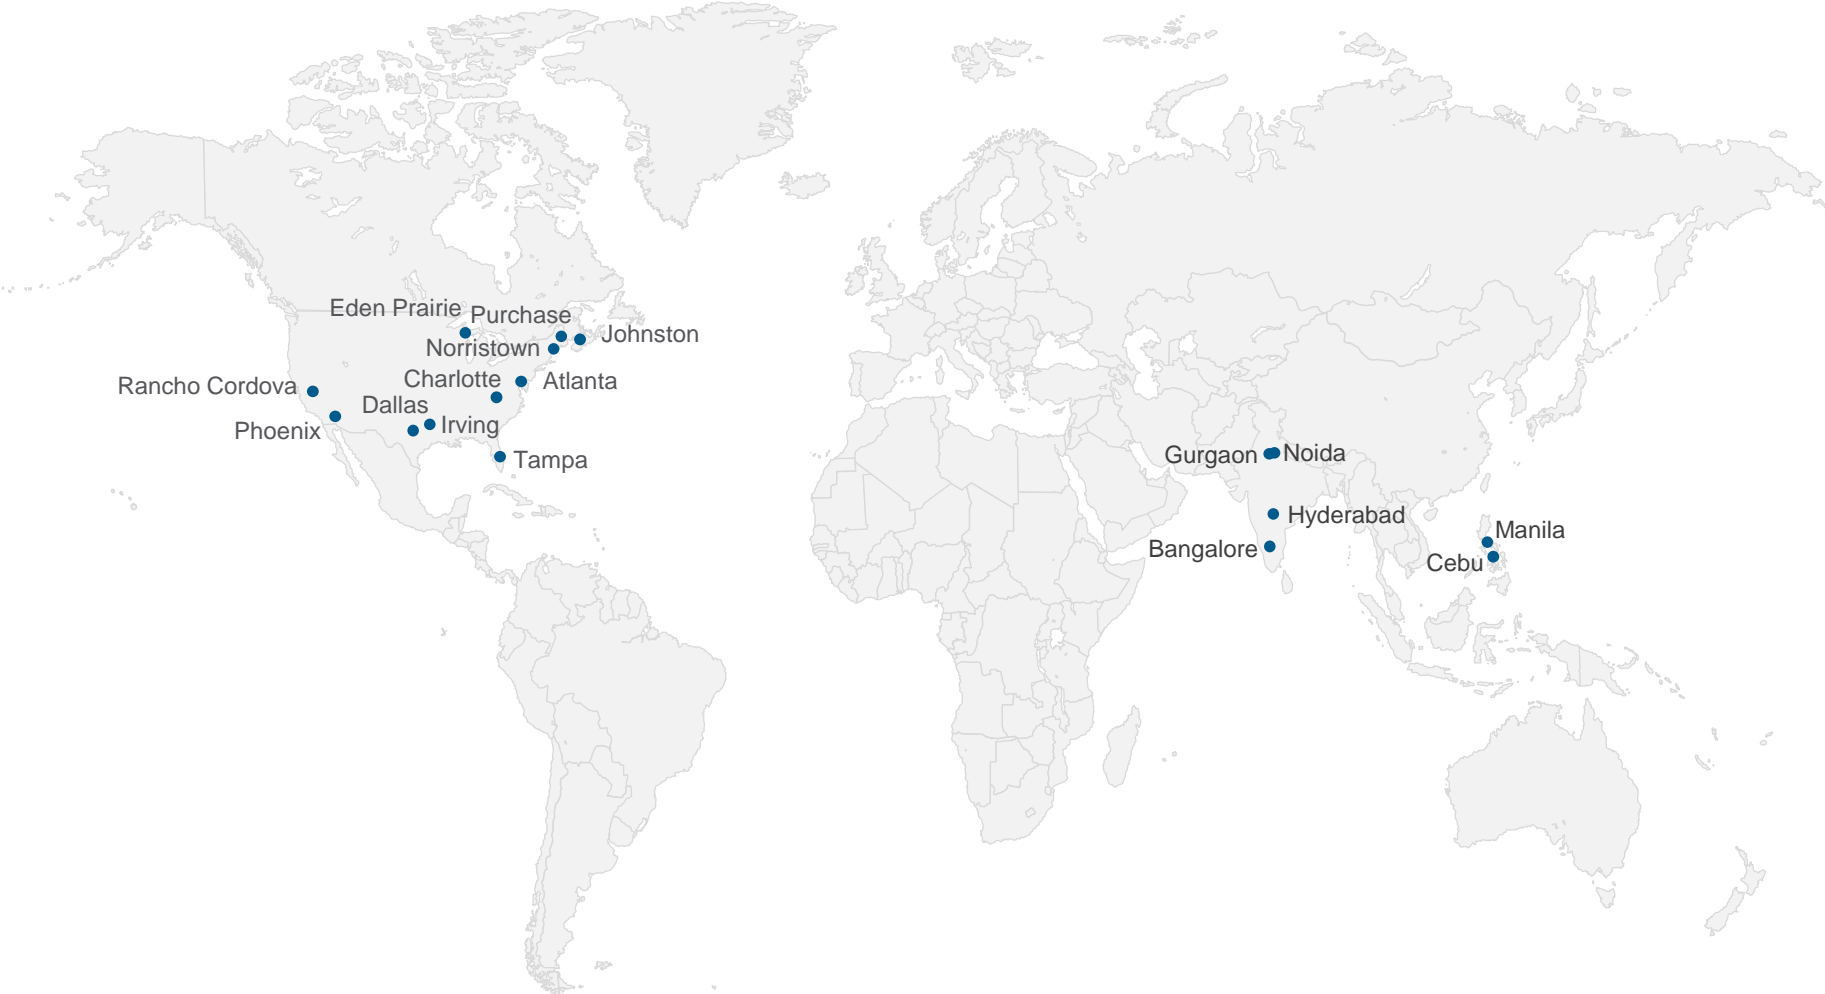 Eden Prairie
Purchase
Johnston
Norristown
Charlotte
Atlanta
Rancho Cordova
Dallas
Irving
Phoenix
Tampa
Gurgaon
Noida
Hyderabad
Bangalore
Manila
Cebu